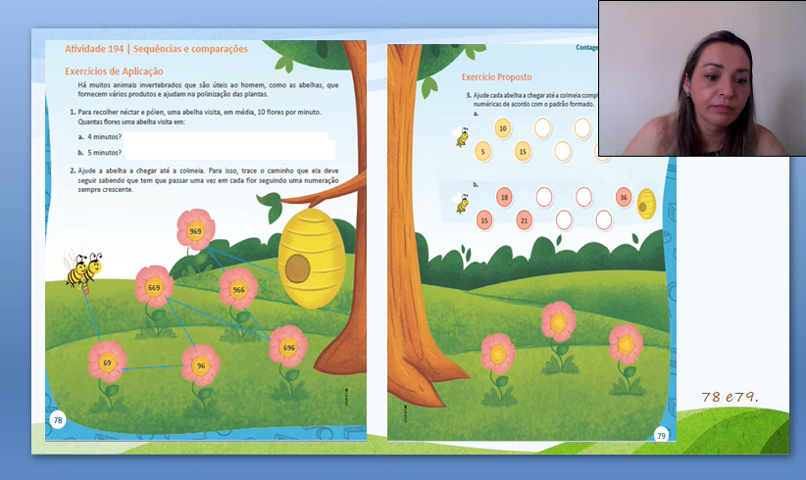 Atividade 194 | Sequências e comparações
Exercícios de Aplicação
Há muitos animais invertebrados que são úteis ao homem, como as abelhas, que
fornecem vários produtos e ajudam na polinização das plantas.
1. Para recolher néctar e pólen, uma abelha visita, em média, 10 flores por minuto.
Quantas flores uma abelha visita em:
a. 4 minutos?
b. 5 minutos?
2. Ajude a abelha a chegar até a colmeia. Para isso, trace o caminho que ela deve
seguir sabendo que tem que passar uma vez em cada flor seguindo uma numeração
sempre crescente.
969
669
966
696
69
96
78
Exercício Proposto
3. Ajude cada abelha a chegar até a colmeia
numéricas de acordo com o padrão formado.
a.
10
5
15
b.
18
36
15
21
79
78 e 79.